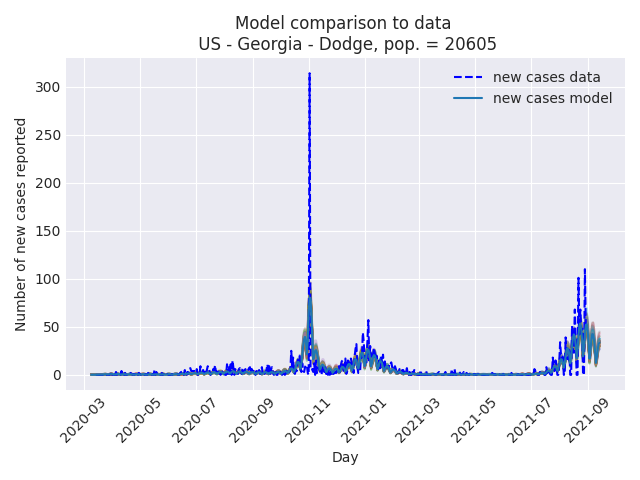 Model comparison to data
US - Georgia - Dodge, pop. = 20605
new cases data
new cases model
Number of new cases reported
300
250
200
150
100
50
0
2020-03
2020-05
2020-07
2020-09
2020-11
2021-01
2021-03
2021-05
2021-07
2021-09
Day